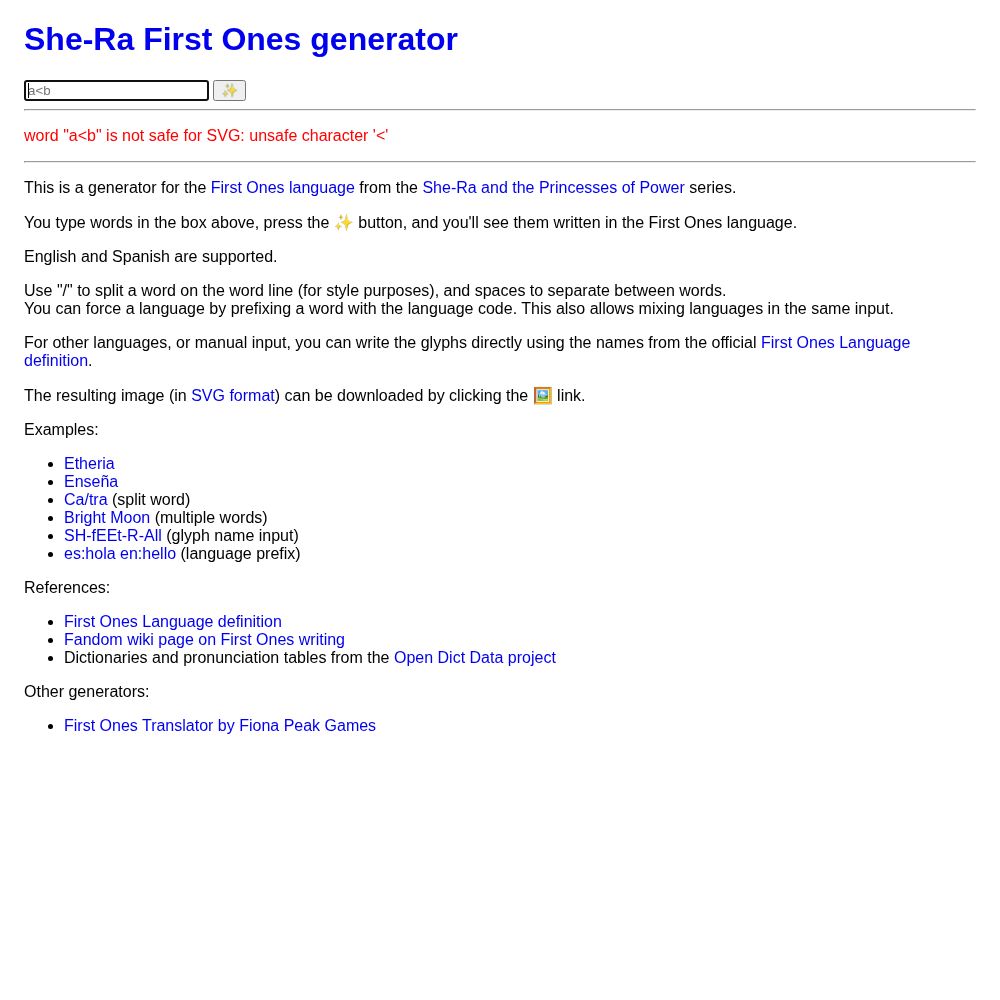 She-Ra First Ones generator
a<b ✨
word "a<b" is not safe for SVG: unsafe character '<'
This is a generator for the First Ones language from the She-Ra and the Princesses of Power series.
You type words in the box above, press the ✨ button, and you'll see them written in the First Ones language.
English and Spanish are supported.
Use "/" to split a word on the word line (for style purposes), and spaces to separate between words.
You can force a language by prefixing a word with the language code. This also allows mixing languages in the same input.
For other languages, or manual input, you can write the glyphs directly using the names from the official First Ones Language
definition.
The resulting image (in SVG format) can be downloaded by clicking the 🖼️ link.
Examples:
• Etheria
• Enseña
• Ca/tra (split word)
• Bright Moon (multiple words)
• SH-fEEt-R-All (glyph name input)
• es:hola en:hello (language prefix)
References:
• First Ones Language definition
• Fandom wiki page on First Ones writing
• Dictionaries and pronunciation tables from the Open Dict Data project
Other generators:
• First Ones Translator by Fiona Peak Games